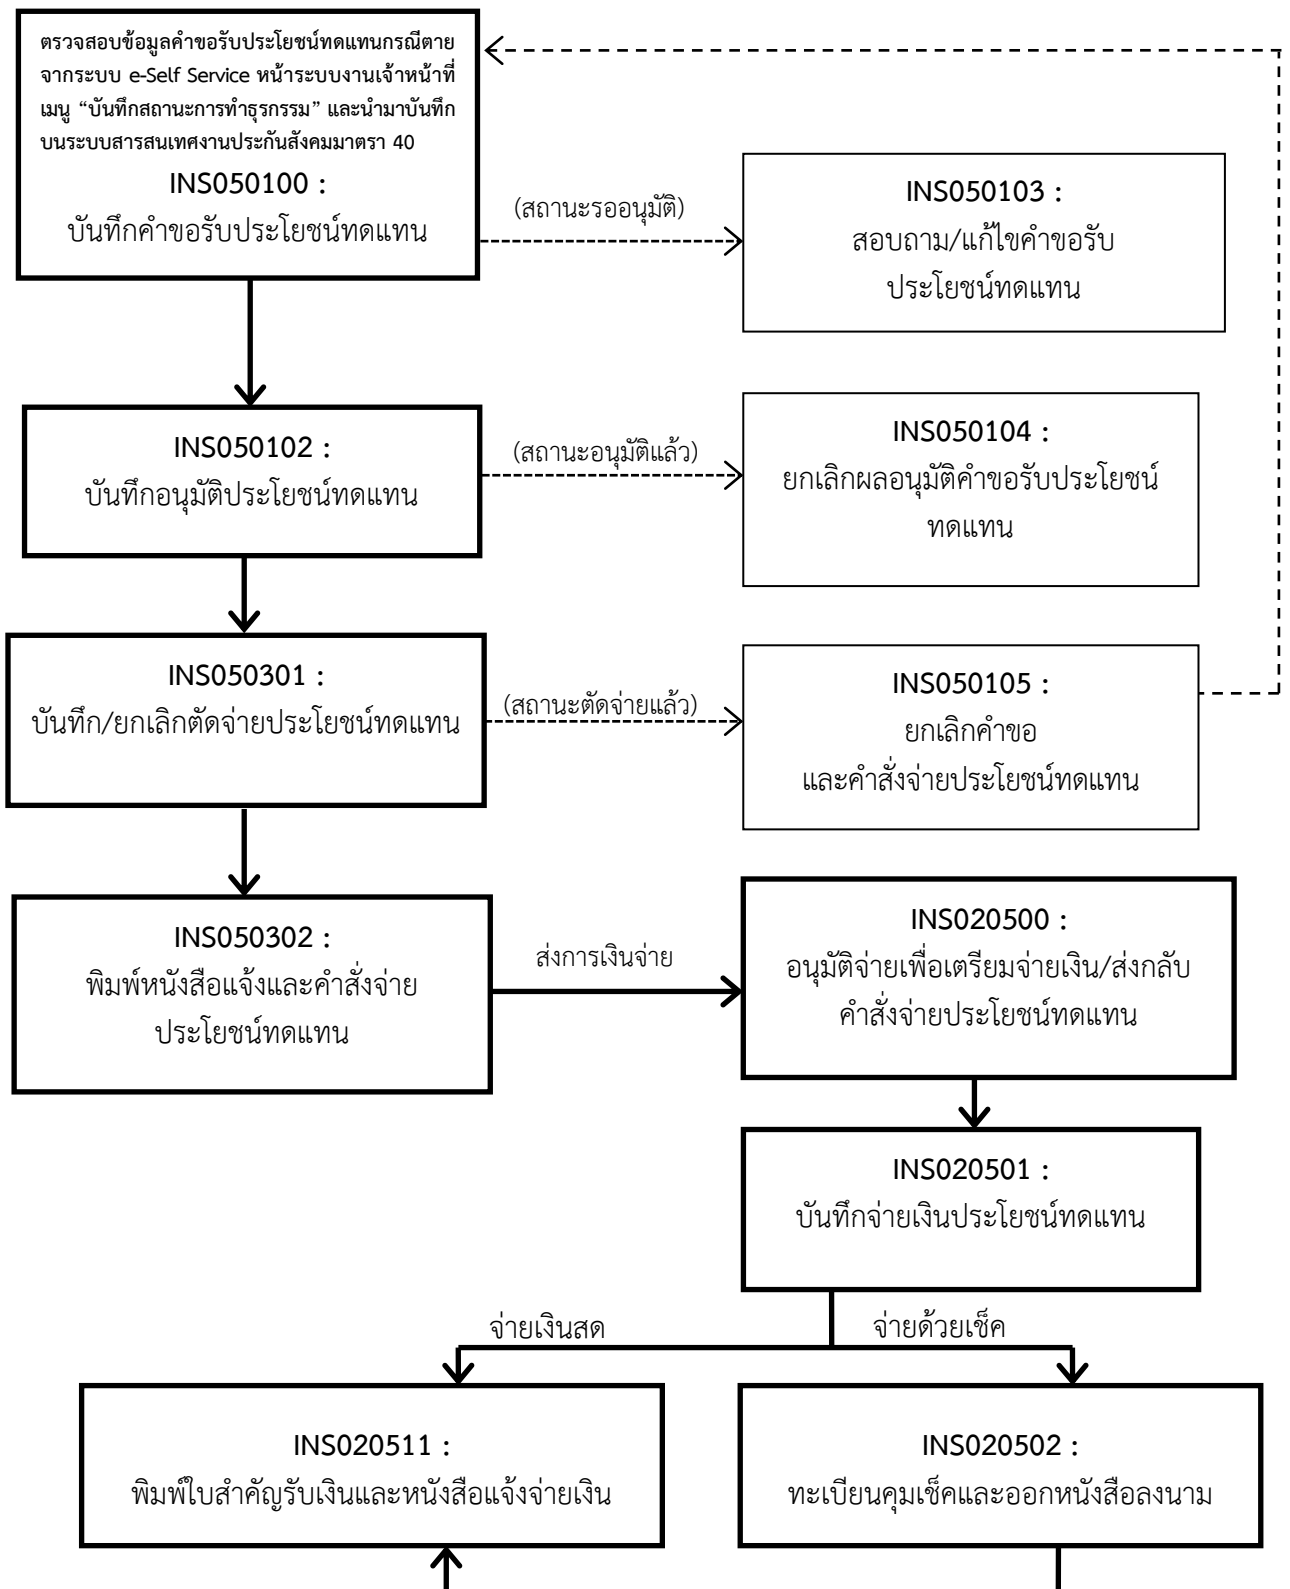 ตรวจสอบข้อมูลคำขอรับประโยชน์ทดแทนกรณีตาย
จากระบบ e-Self Service หน้าระบบงานเจ้าหน้าที่
เมนู “บันทึกสถานะการทำธุรกรรม” และนำมาบันทึก
บนระบบสารสนเทศงานประกันสังคมมาตรา 40
INS050100 :
บันทึกคำขอรับประโยชน์ทดแทน
(สถานะรออนุมัติ)
INS050103 :
สอบถาม/แก้ไขคำขอรับ
ประโยชน์ทดแทน
INS050102 :
บันทึกอนุมัติประโยชน์ทดแทน
(สถานะอนุมัติแล้ว)
INS050104 :
ยกเลิกผลอนุมัติคำขอรับประโยชน์
ทดแทน
INS050301 :
บันทึก/ยกเลิกตัดจ่ายประโยชน์ทดแทน
(สถานะตัดจ่ายแล้ว)
INS050105 :
ยกเลิกคำขอ
และคำสั่งจ่ายประโยชน์ทดแทน
INS050302 :
พิมพ์หนังสือแจ้งและคำสั่งจ่าย
ประโยชน์ทดแทน
ส่งการเงินจ่าย
INS020500 :
อนุมัติจ่ายเพื่อเตรียมจ่ายเงิน/ส่งกลับ
คำสั่งจ่ายประโยชน์ทดแทน
INS020501 :
บันทึกจ่ายเงินประโยชน์ทดแทน
จ่ายเงินสด
จ่ายด้วยเช็ค
INS020511 :
พิมพ์ใบสำคัญรับเงินและหนังสือแจ้งจ่ายเงิน
INS020502 :
ทะเบียนคุมเช็คและออกหนังสือลงนาม